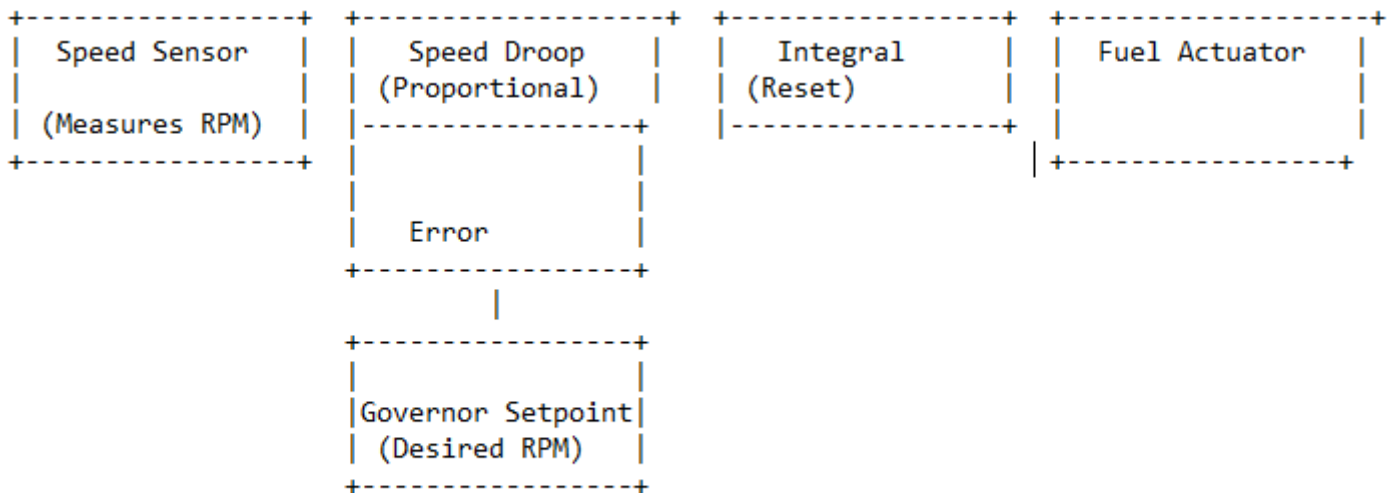 Speed Sensor
(Measures RPM)
Speed Droop
(Proportional)
Error
Integral
(Reset)
Fuel Actuator
Governor Setpoint
(Desired RPM)